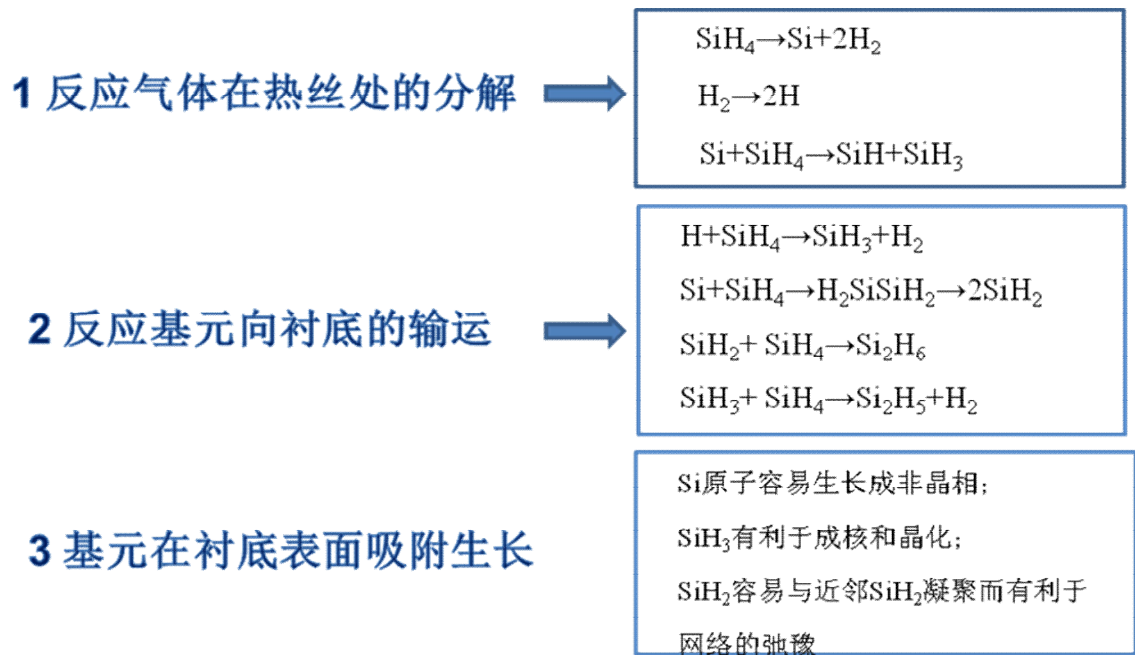 1 反应气体在热丝处的分解
SiH₄→Si+2H₂
H₂→2H
Si+SiH₄→SiH+SiH₃
2 反应基元向衬底的输运
H+SiH₄→SiH₃+H₂
Si+SiH₄→H₂SiSiH₂→2SiH₂
SiH₂+ SiH₄→Si₂H₆
SiH₃+ SiH₄→Si₂H₅+H₂
3 基元在衬底表面吸附生长
Si原子容易生长成非晶相；
SiH₃有利于成核和晶化；
SiH₂容易与近邻SiH₂凝聚而有利于
网络的弛豫